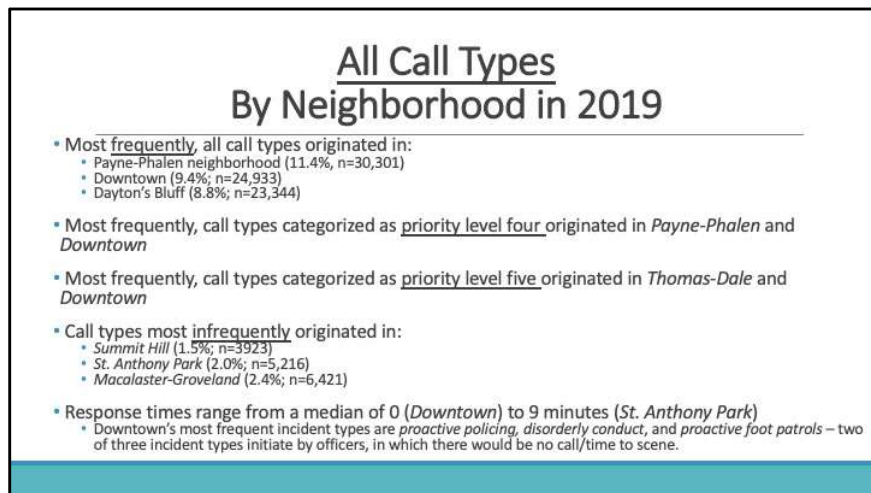 All Call Types
By Neighborhood in 2019
• Most frequently, all call types originated in:
• Payne-Phalen neighborhood (11.4%, n=30,301)
• Downtown (9.4%; n=24,933)
• Dayton's Bluff (8.8%; n=23,344)
• Most frequently, call types categorized as priority level four originated in Payne-Phalen and
Downtown
• Most frequently, call types categorized as priority level five originated in Thomas-Dale and
Downtown
• Call types most infrequently originated in:
• Summit Hill (1.5%; n=3923)
• St. Anthony Park (2.0%; n=5,216)
• Macalaster-Groveland (2.4%; n=6,421)
• Response times range from a median of 0 (Downtown) to 9 minutes (St. Anthony Park)
• Downtown's most frequent incident types are proactive policing, disorderly conduct, and proactive foot patrols – two
of three incident types initiate by officers, in which there would be no call/time to scene.